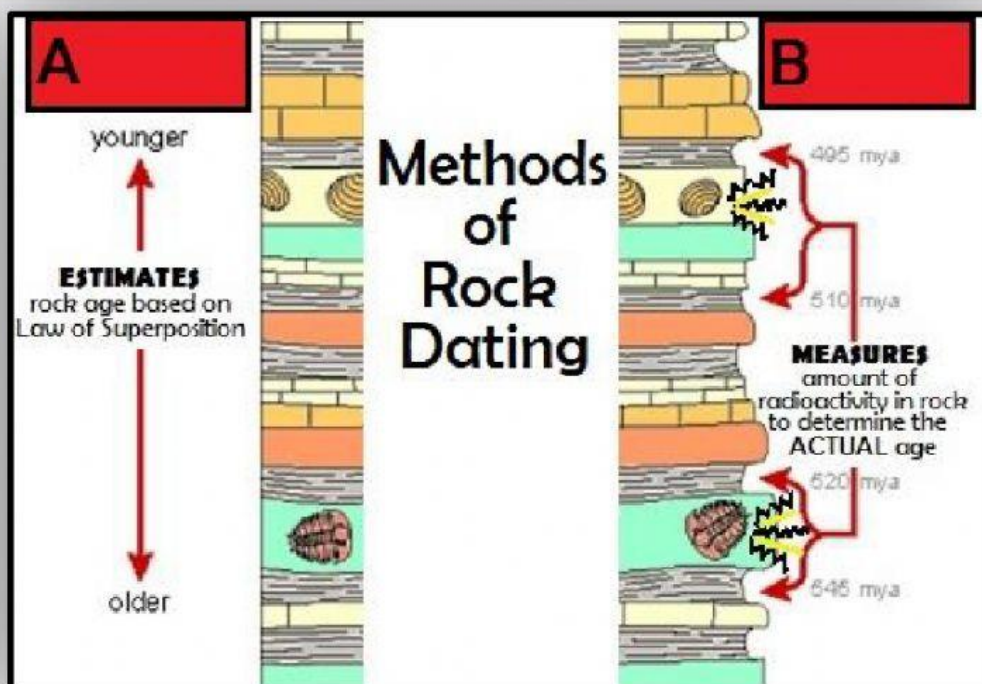 A
younger
ESTIMATES
rock age based on
Law of Superposition
older
Methods
of
Rock
Dating
B
495 mya
510 mya
MEASURES
amount of
radioactivity in rock
to determine the
ACTUAL age
520 mya
545 mya